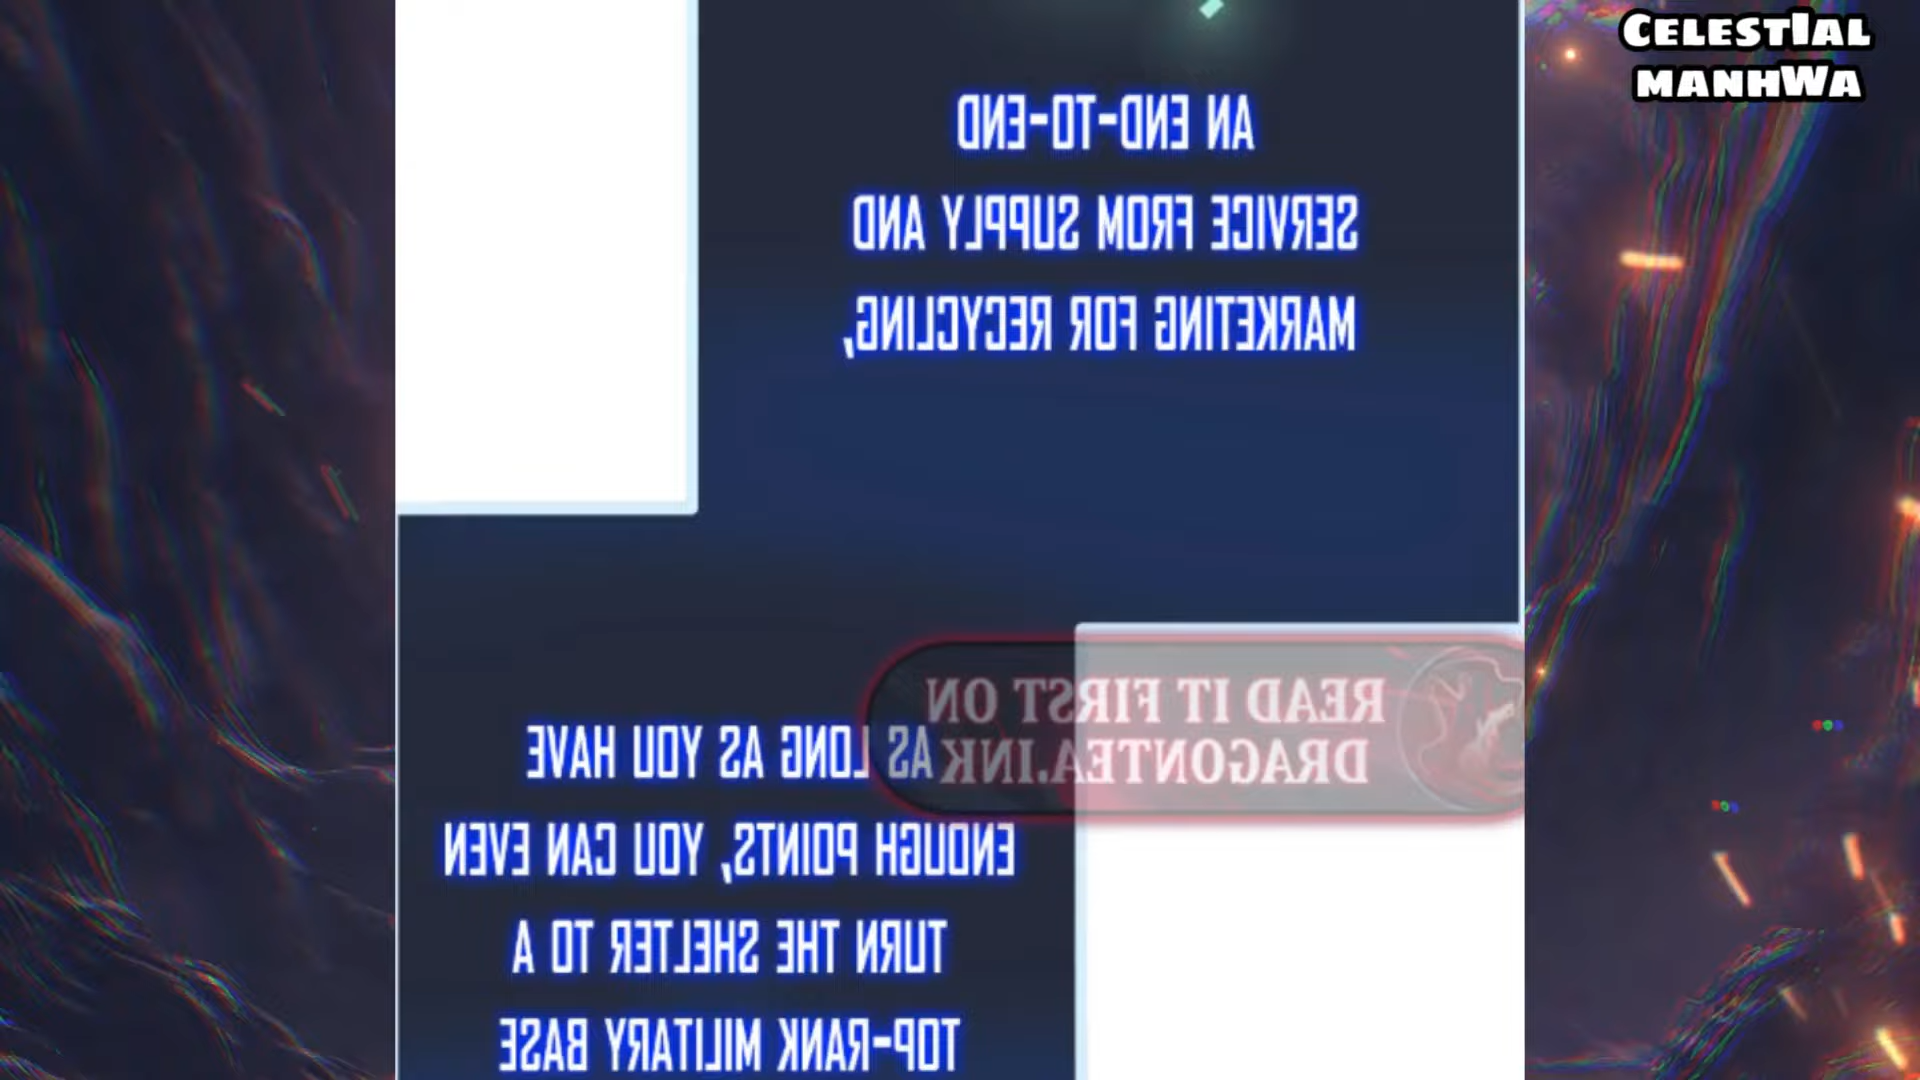 CELESTIAL
MANHWA
AN END-TO-END
SERVICE FROM SUPPLY AND
MARKETING FOR RECYCLING,
READ IT FIRST ON
DRAGONTEA.INK
AS LONG AS YOU HAVE
ENOUGH POINTS, YOU CAN EVEN
TURN THE SHELTER TO A
TOP-RANK MILITARY BASE